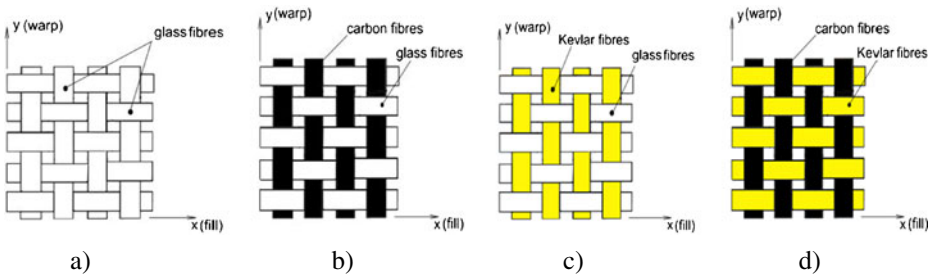 y (warp)
glass fibres
x (fill)
a)
y (warp)
carbon fibres
glass fibres
x (fill)
b)
y (warp)
Kevlar fibres
glass fibres
x (fill)
c)
y (warp)
carbon fibres
Kevlar fibres
x (fill)
d)